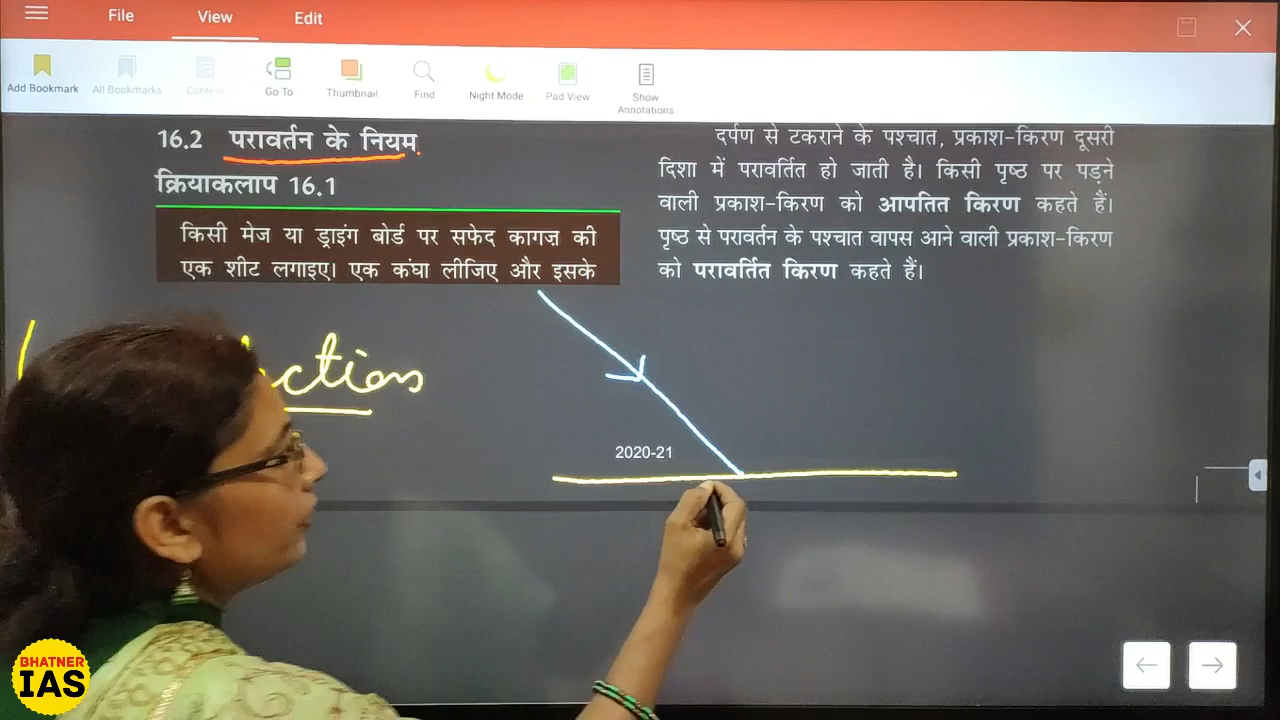 File View Edit
Add Bookmark All Bookmarks Go To Thumbnail Find Night Mode Pad View Show Annotations
16.2 परावर्तन के नियम
क्रियाकलाप 16.1
किसी मेज या ड्राइंग बोर्ड पर सफेद कागज़ की
एक शीट लगाइए। एक कंघा लीजिए और इसके
दर्पण से टकराने के पश्चात, प्रकाश-किरण दूसरी
दिशा में परावर्तित हो जाती है। किसी पृष्ठ पर पड़ने
वाली प्रकाश-किरण को आपतित किरण कहते हैं।
पृष्ठ से परावर्तन के पश्चात वापस आने वाली प्रकाश-किरण
को परावर्तित किरण कहते हैं।
2020-21
BHATNER
IAS